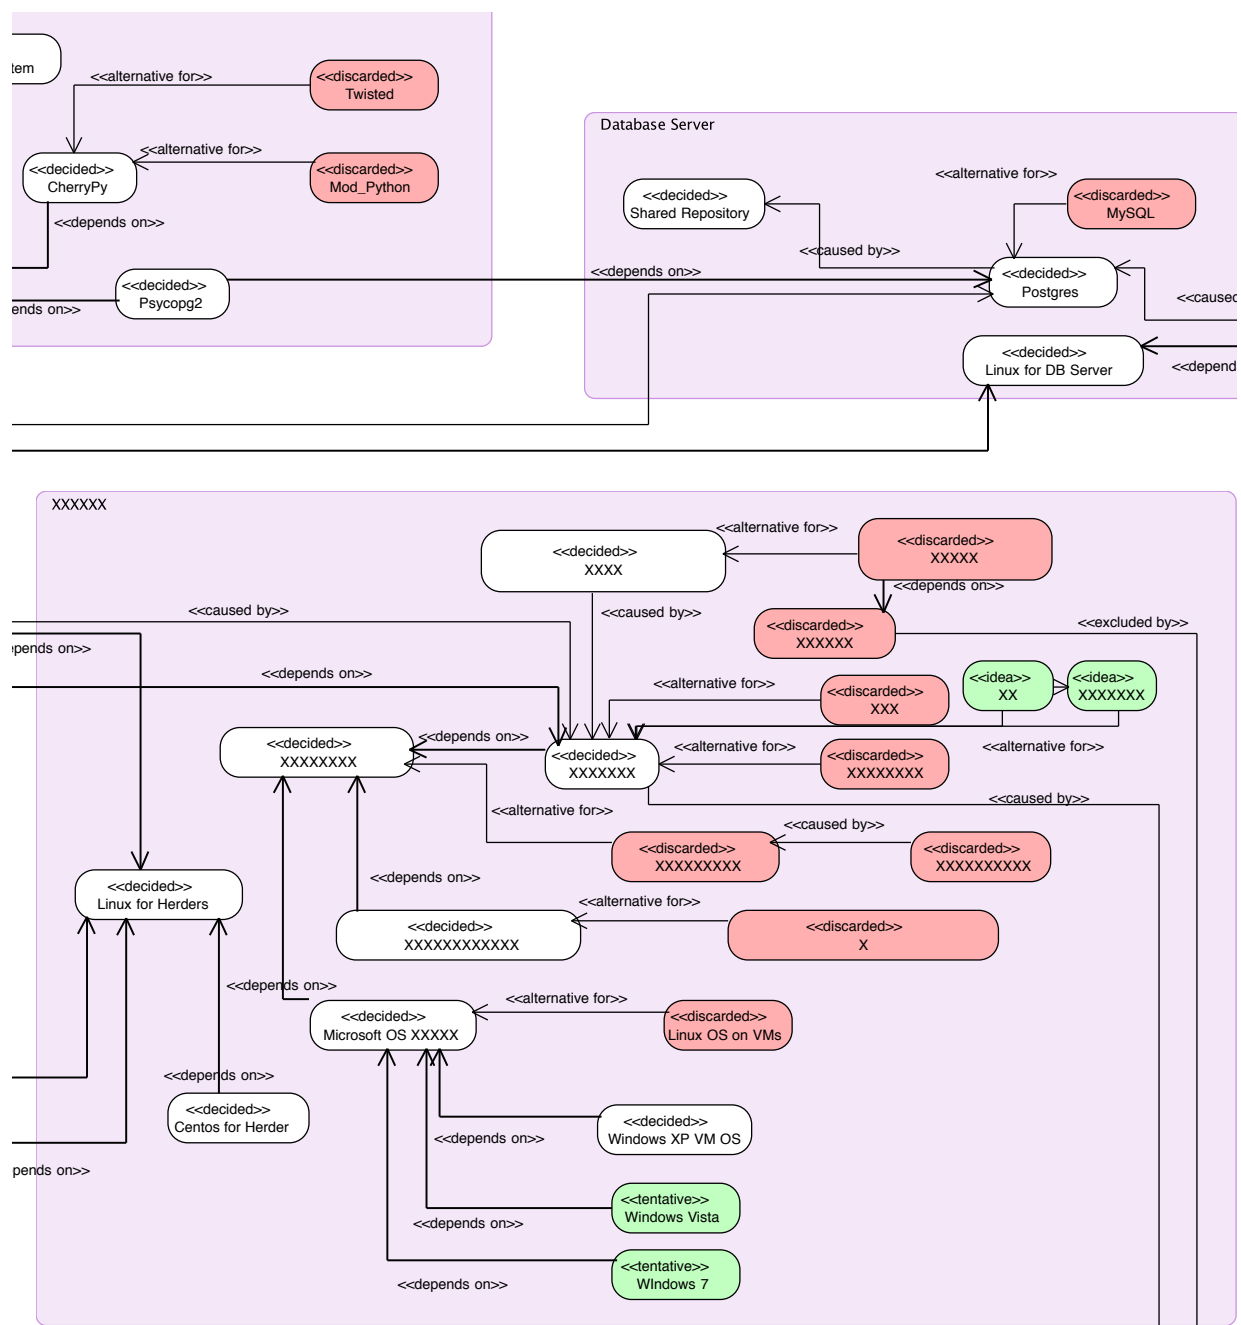 tem
<<alternative for>>
<<discarded>>
Twisted
<<alternative for>>
<<discarded>>
Mod_Python
<<decided>>
CherryPy
<<depends on>>
<<decided>>
Psycopg2
ends on>>
Database Server
<<decided>>
Shared Repository
<<alternative for>>
<<discarded>>
MySQL
<<caused by>>
<<depends on>>
<<decided>>
Postgres
<<caused
<<decided>>
Linux for DB Server
<<depend
XXXXXX
<<decided>>
XXXX
<<alternative for>>
<<discarded>>
XXXXX
<<depends on>>
<<caused by>>
<<caused by>>
<<discarded>>
XXXXXX
<<excluded by>>
epends on>>
<<depends on>>
<<alternative for>>
<<discarded>>
XXX
<<idea>>
XX
<<idea>>
XXXXXXX
<<decided>>
XXXXXXXX
<<depends on>>
<<decided>>
XXXXXXX
<<alternative for>>
<<discarded>>
XXXXXXXX
<<alternative for>>
<<caused by>>
<<alternative for>>
<<discarded>>
XXXXXXXXX
<<caused by>>
<<discarded>>
XXXXXXXXXX
<<decided>>
Linux for Herders
<<depends on>>
<<decided>>
XXXXXXXXXXXX
<<alternative for>>
<<discarded>>
X
<<depends on>>
<<decided>>
Microsoft OS XXXXX
<<alternative for>>
<<discarded>>
Linux OS on VMs
<<depends on>>
<<decided>>
Centos for Herder
<<decided>>
Windows XP VM OS
<<depends on>>
pends on>>
<<tentative>>
Windows Vista
<<depends on>>
<<tentative>>
WIndows 7
<<depends on>>